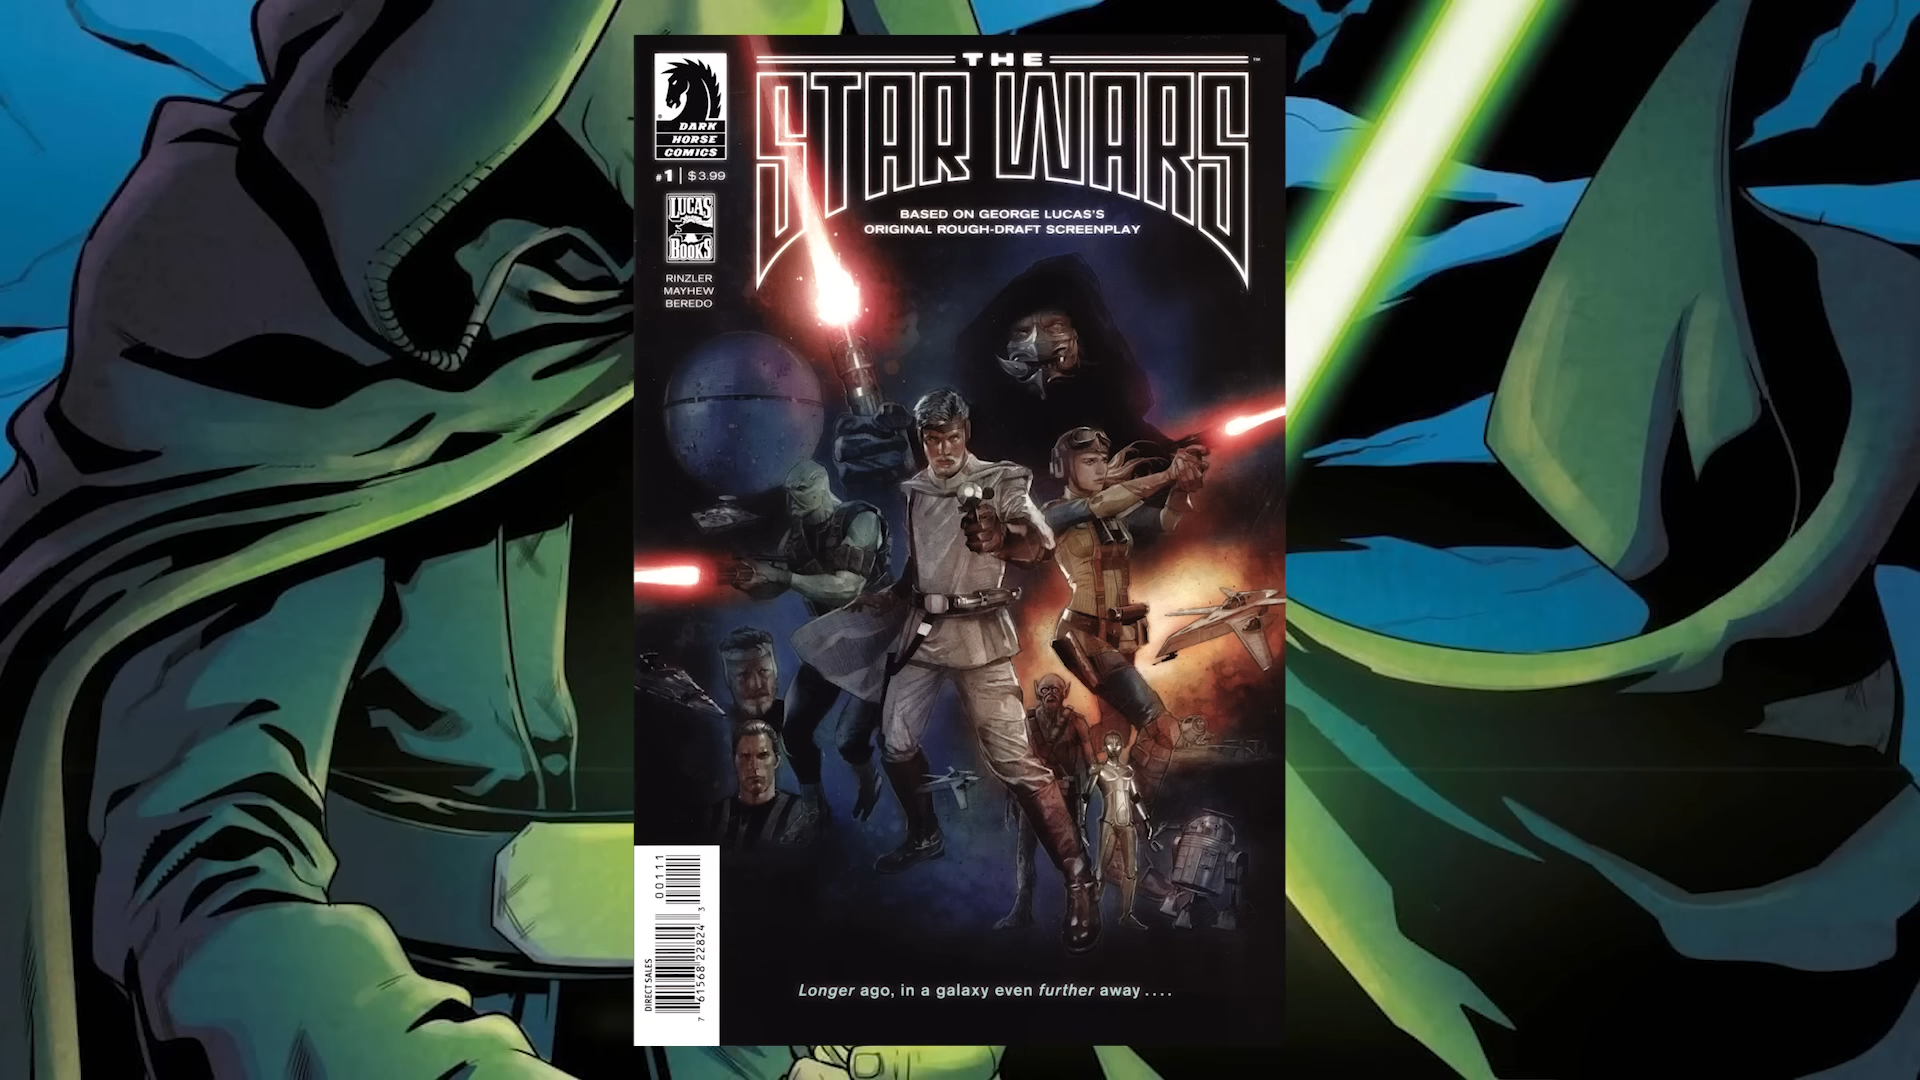 THE
STAR WARS
™
BASED ON GEORGE LUCAS'S
ORIGINAL ROUGH-DRAFT SCREENPLAY
DARK
HORSE
COMICS
®
#1 | $3.99
LUCAS
BOOKS
RINZLER
MAYHEW
BEREDO
Longer ago, in a galaxy even further away....
DIRECT SALES
7 61568 22824 3
00111